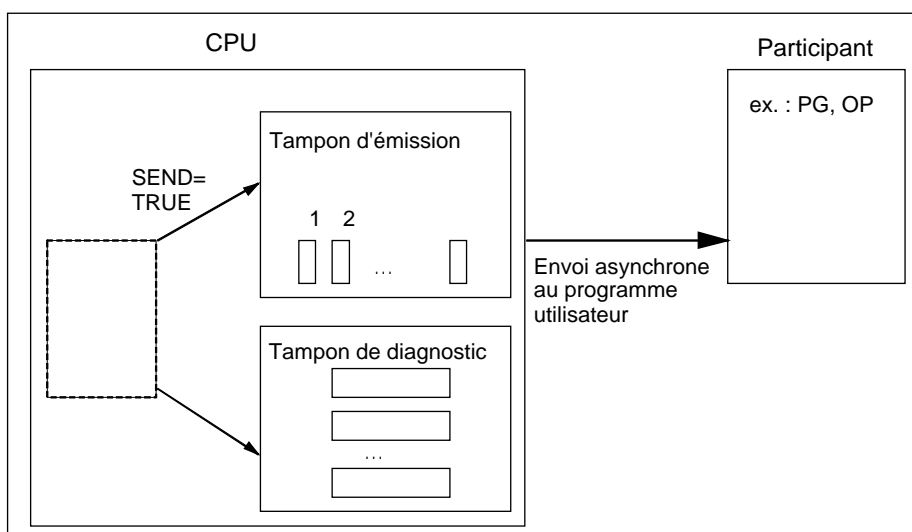 CPU
Participant
ex. : PG, OP
Tampon d'émission
SEND=
TRUE
1 2
...
Envoi asynchrone
au programme
utilisateur
Tampon de diagnostic
...